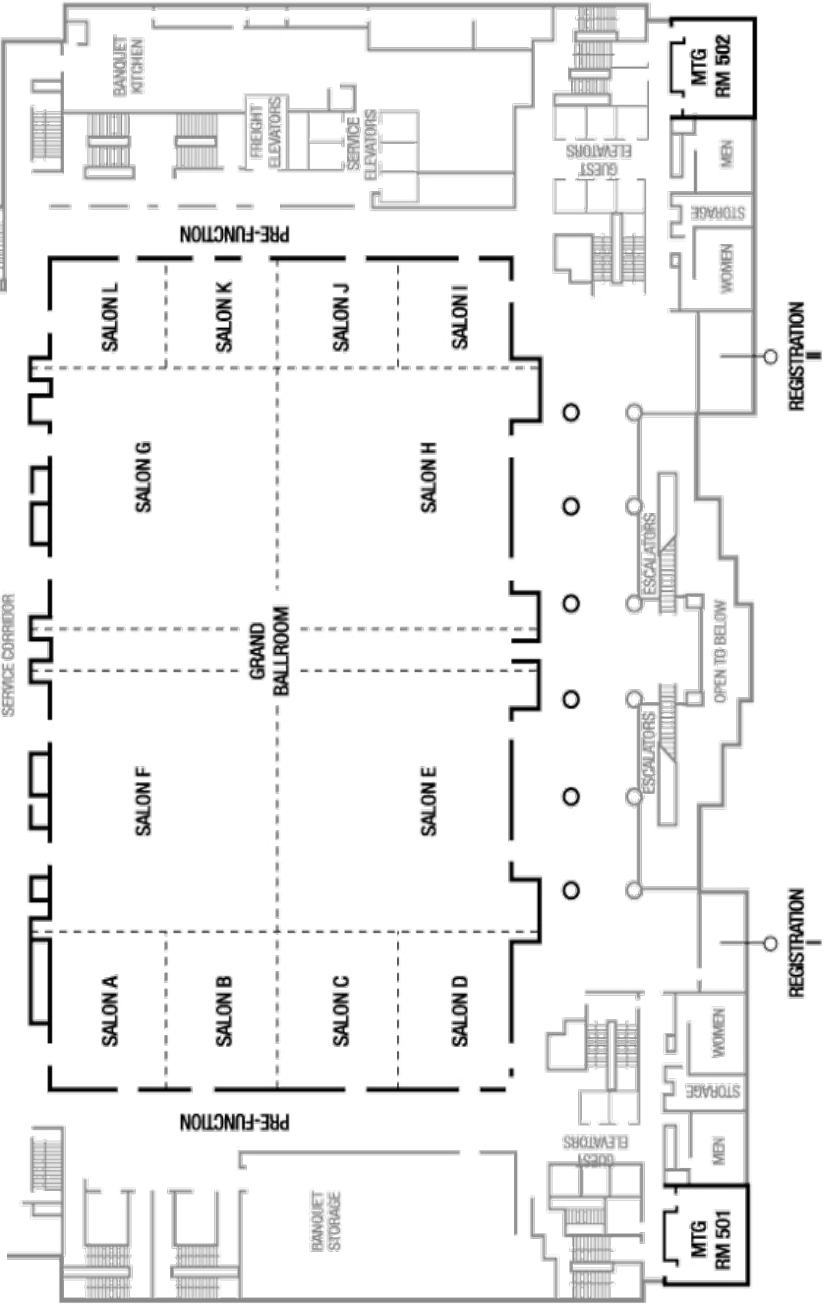 SERVICE CORRIDOR
BANQUET
KITCHEN
FREIGHT
ELEVATORS
SERVICE
ELEVATORS
GUEST
ELEVATORS
MTG
RM 502
MEN
STORAGE
WOMEN
REGISTRATION
II
PRE-FUNCTION
SALON L
SALON K
SALON J
SALON I
SALON G
SALON H
GRAND
BALLROOM
SALON F
SALON E
SALON A
SALON B
SALON C
SALON D
PRE-FUNCTION
ESCALATORS
ESCALATORS
OPEN TO BELOW
REGISTRATION
I
WOMEN
STORAGE
MEN
GUEST
ELEVATORS
BANQUET
STORAGE
MTG
RM 501